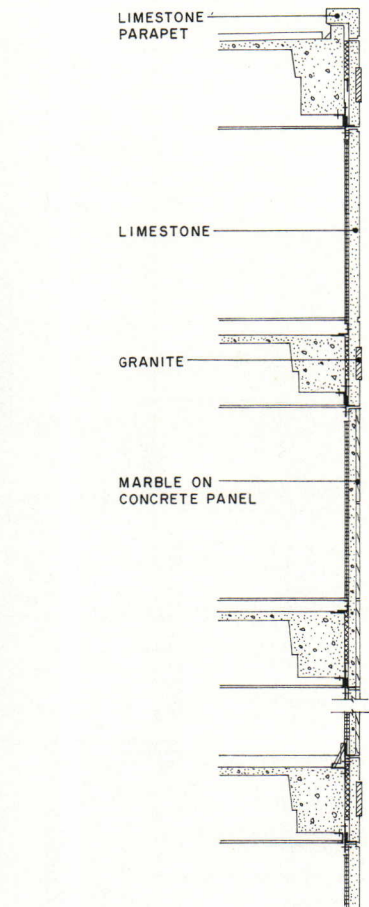 LIMESTONE
PARAPET
LIMESTONE
GRANITE
MARBLE ON
CONCRETE PANEL